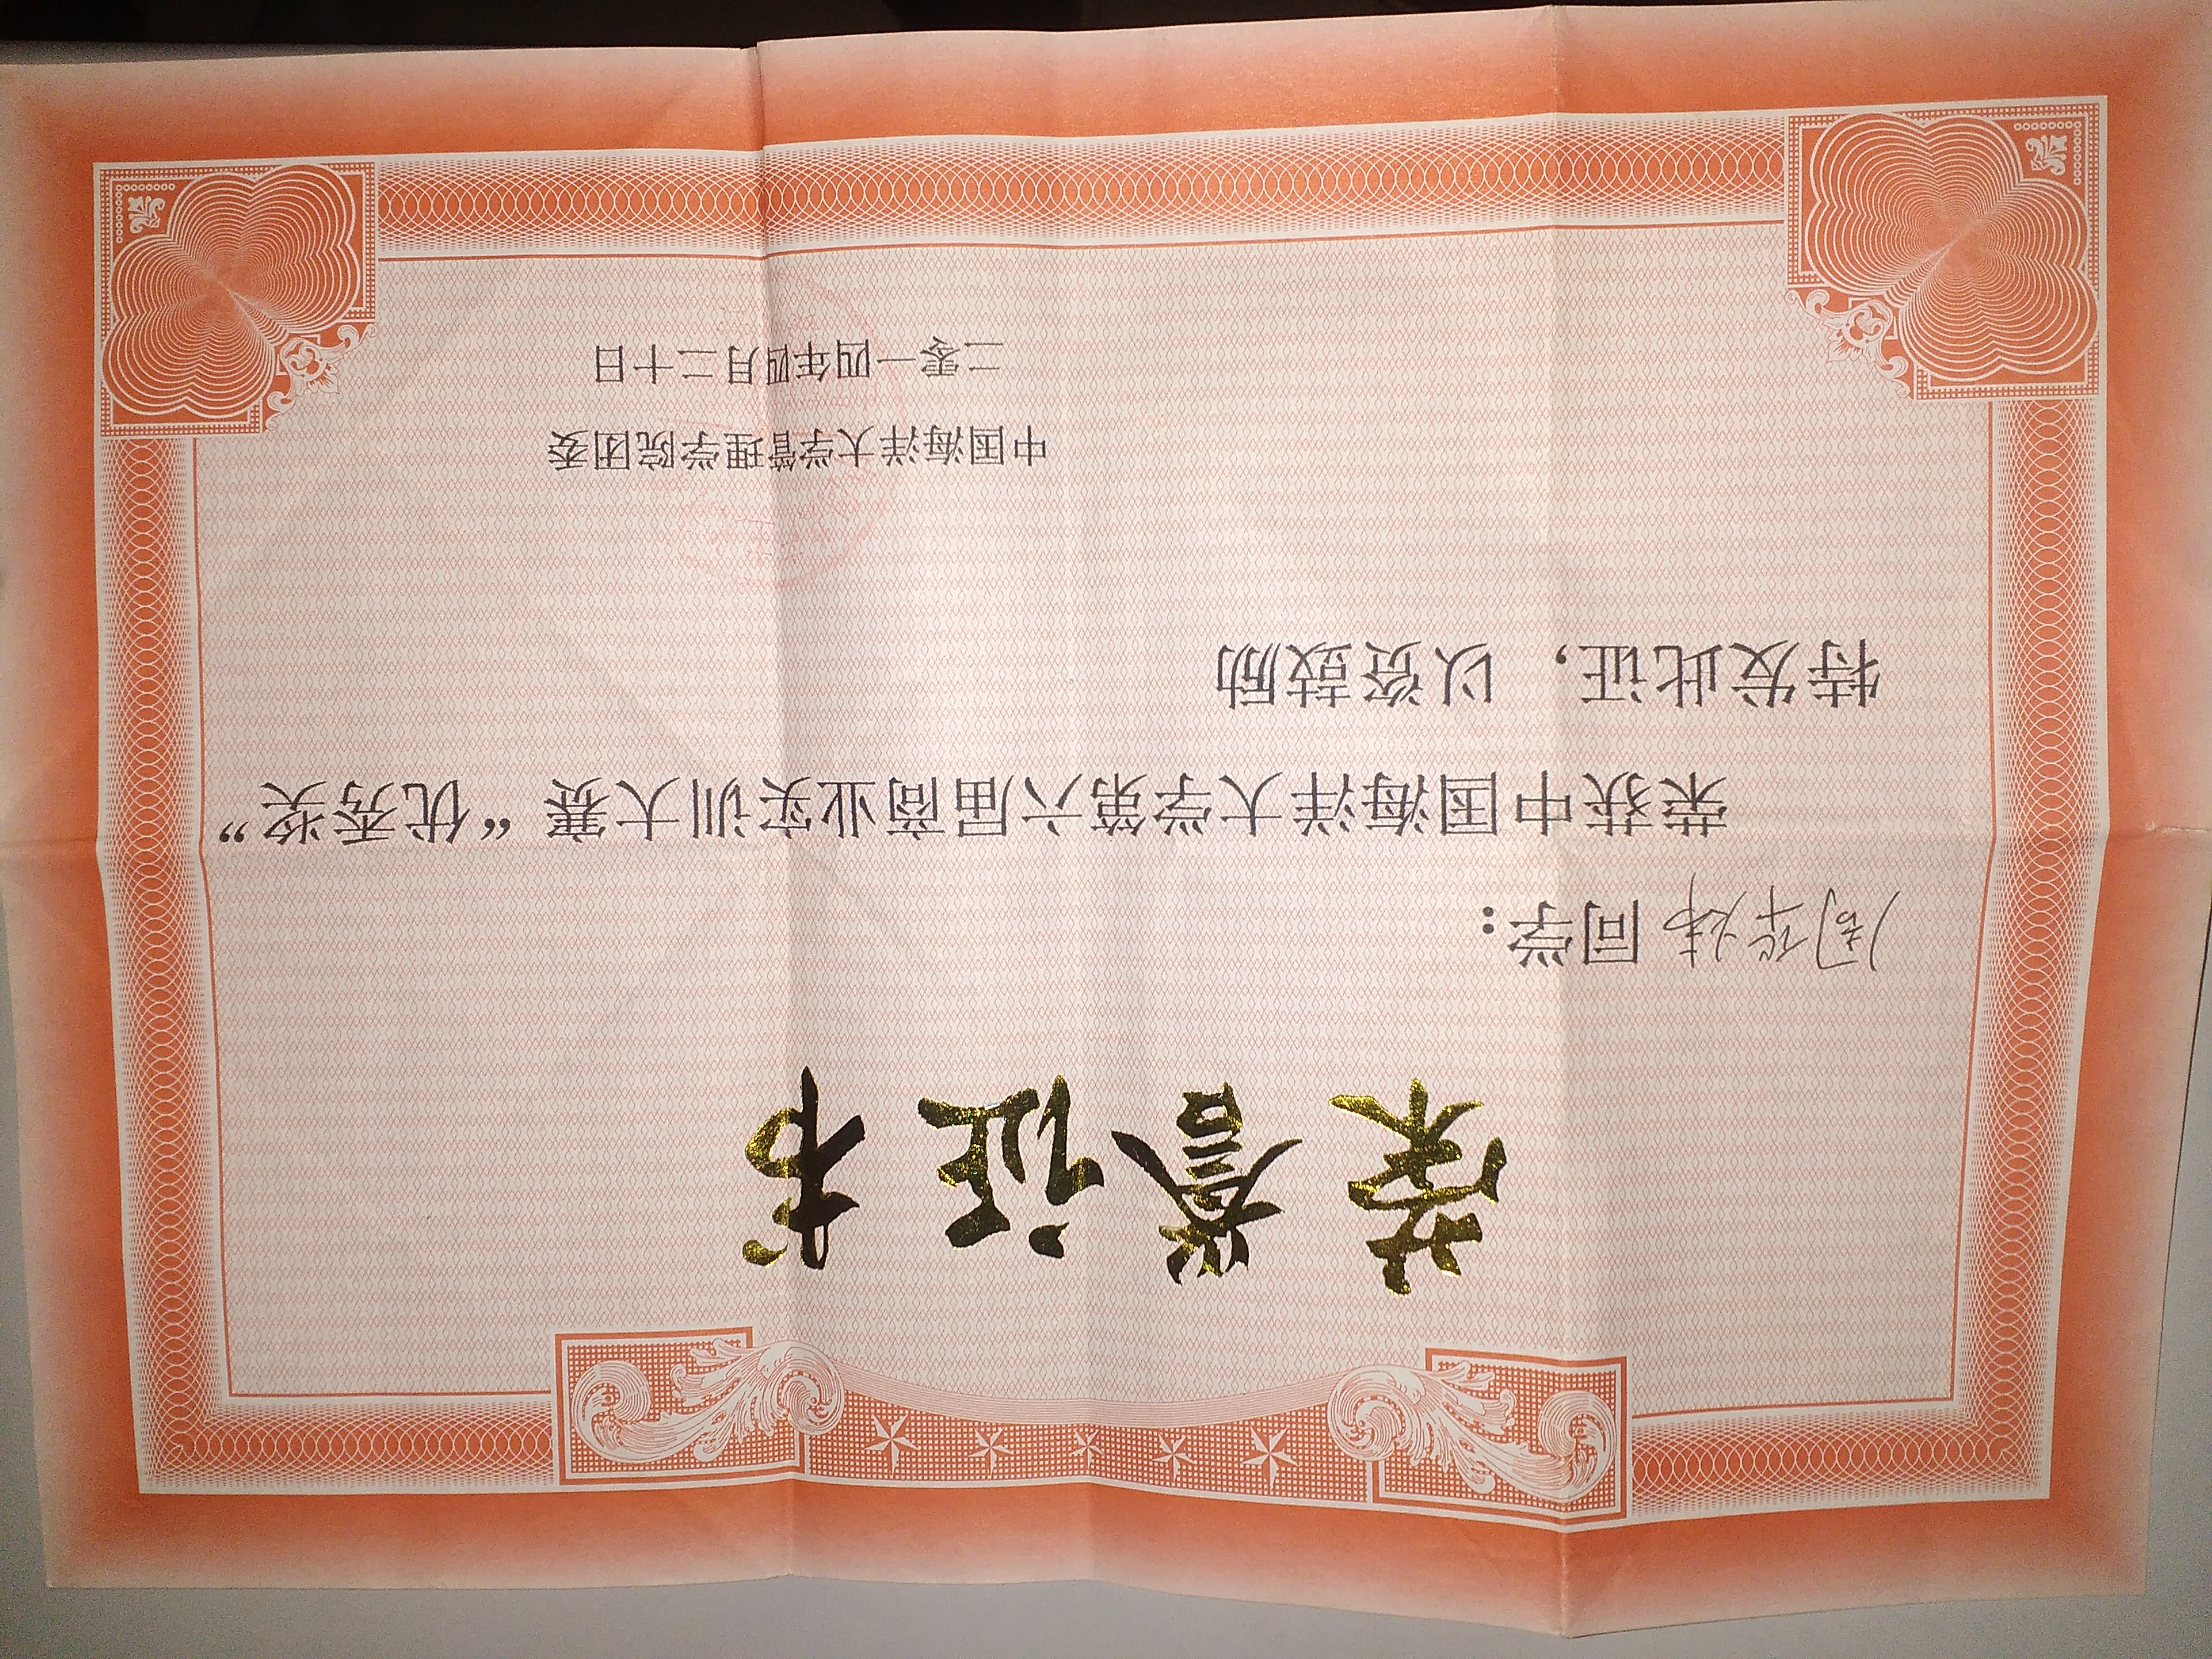 荣誉证书
周华炜同学：
荣获中国海洋大学第六届商业实训大赛“优秀奖”
特发此证，以资鼓励
中国海洋大学管理学院团委
二零一四年四月二十日